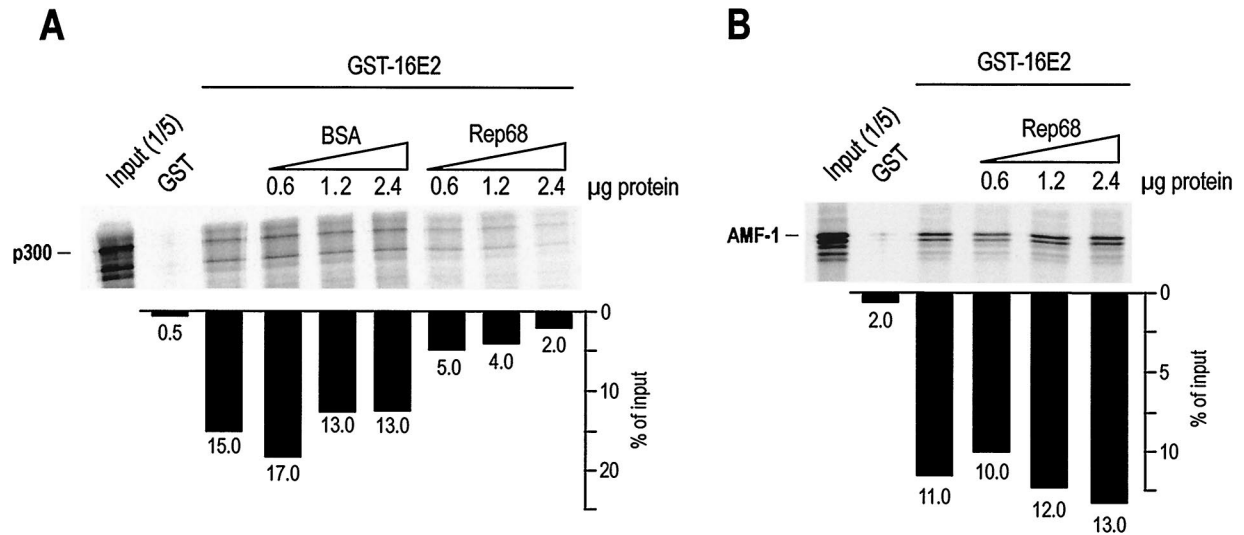 A
GST-16E2
Input (1/5)
GST
BSA
Rep68
0.6 1.2 2.4 0.6 1.2 2.4 µg protein
p300
0
10
20
% of input
0.5
15.0
17.0
13.0
13.0
5.0
4.0
2.0
B
GST-16E2
Input (1/5)
GST
Rep68
0.6 1.2 2.4 µg protein
AMF-1
0
5
10
% of input
2.0
11.0
10.0
12.0
13.0